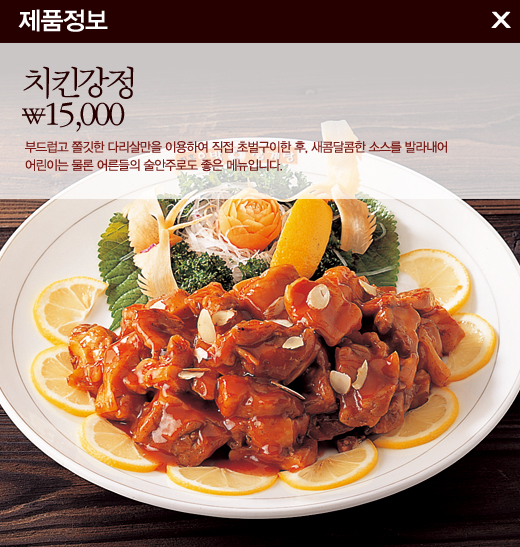 제품정보
치킨강정
₩15,000
부드럽고 쫄깃한 다리살만을 이용하여 직접 초벌구이한 후, 새콤달콤한 소스를 발라내어
어린이는 물론 어른들의 술안주로도 좋은 메뉴입니다.